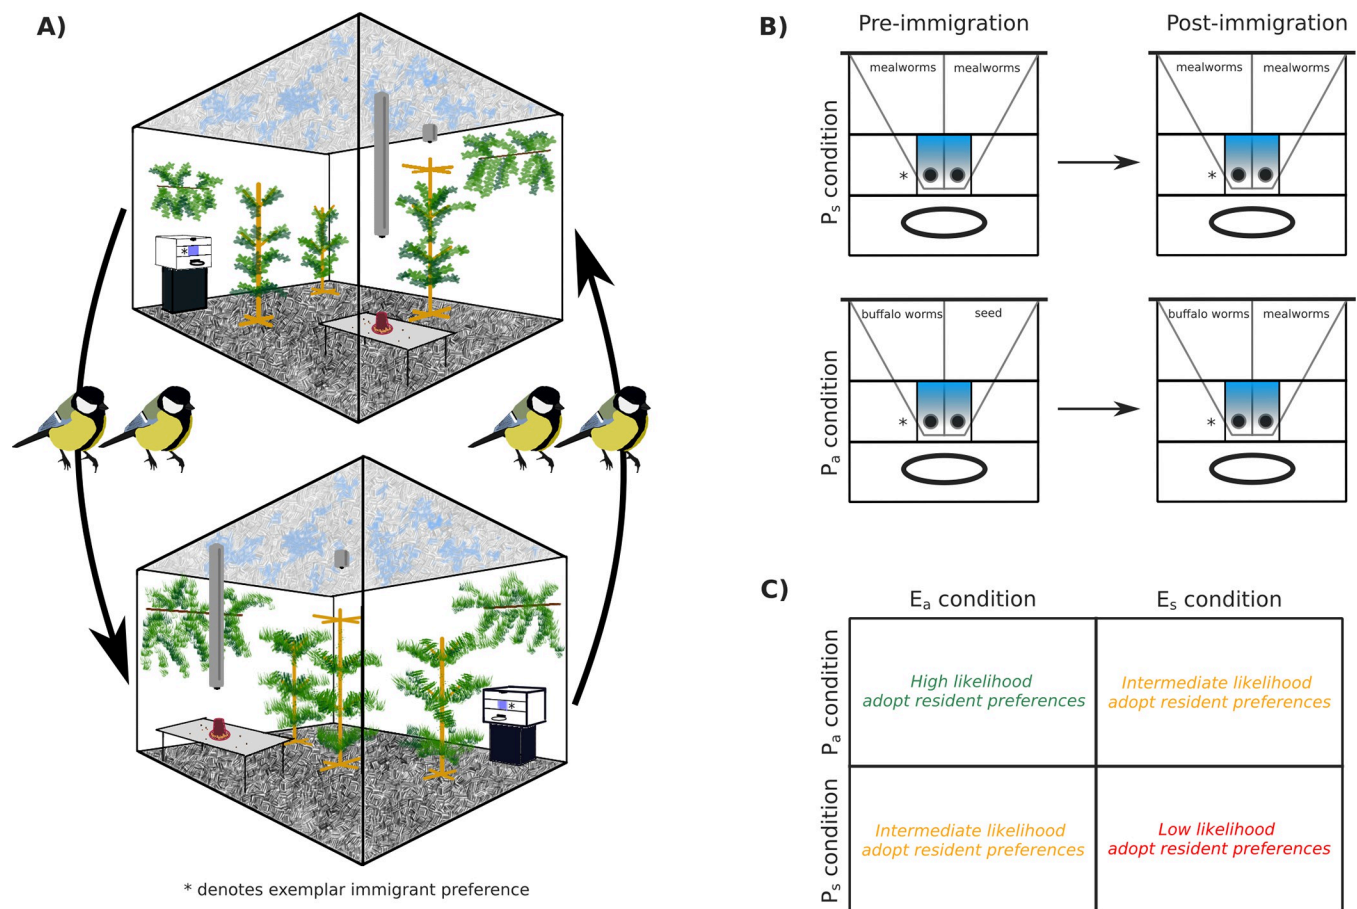 A)
* 
*
* denotes exemplar immigrant preference
B)
Pre-immigration
Post-immigration
Ps condition
mealworms
mealworms
*
mealworms
mealworms
*
Pa condition
buffalo worms
seed
*
buffalo worms
mealworms
*
C)
Ea condition
Es condition
Pa condition
High likelihood
adopt resident preferences
Intermediate likelihood
adopt resident preferences
Ps condition
Intermediate likelihood
adopt resident preferences
Low likelihood
adopt resident preferences